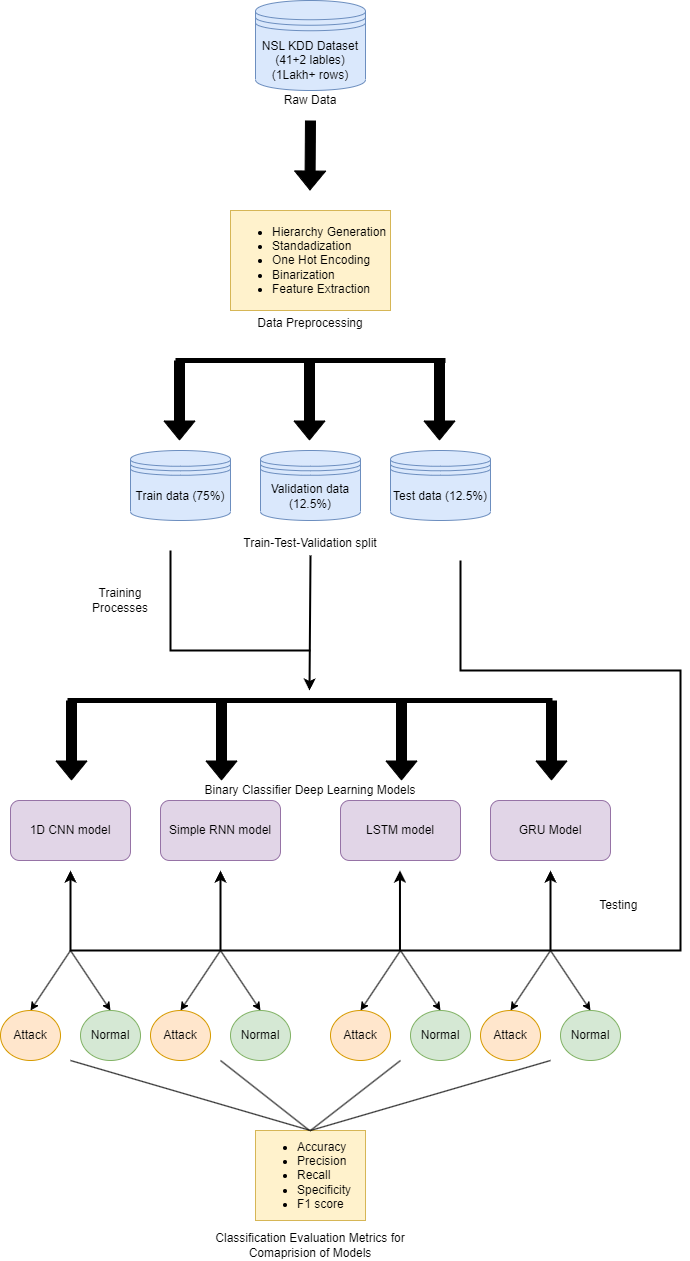 NSL KDD Dataset
(41+2 lables)
(1Lakh+ rows)
Raw Data
Hierarchy Generation
Standadization
One Hot Encoding
Binarization
Feature Extraction
Data Preprocessing
Train data (75%)
Validation data
(12.5%)
Test data (12.5%)
Train-Test-Validation split
Training
Processes
Binary Classifier Deep Learning Models
1D CNN model
Simple RNN model
LSTM model
GRU Model
Testing
Attack
Normal
Attack
Normal
Attack
Normal
Attack
Normal
Accuracy
Precision
Recall
Specificity
F1 score
Classification Evaluation Metrics for
Comaprision of Models